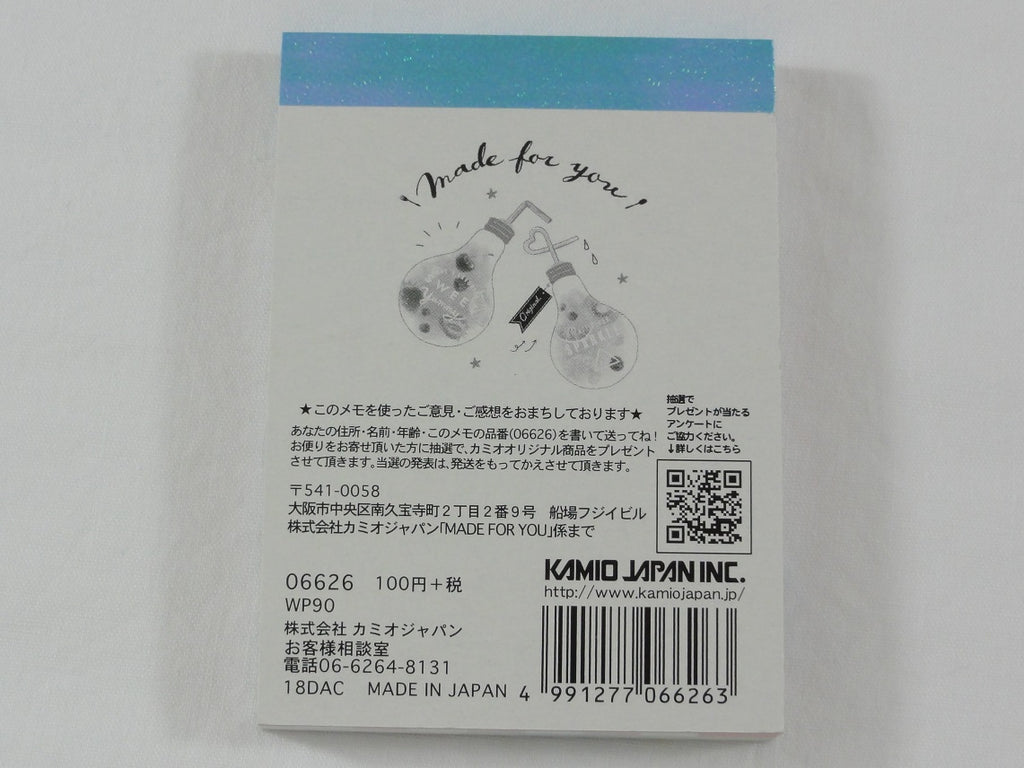 made for you
SWEET
Original
★このメモを使ったご意見・ご感想をおまちしております★
あなたの住所・名前・年齢・このメモの品番(06626)を書いて送ってね!
お便りをお寄せ頂いた方に抽選で、カミオオリジナル商品をプレゼント
させて頂きます。当選の発表は、発送をもってかえさせて頂きます。
抽選で
プレゼントが当たる
アンケートに
ご協力ください。
↓詳しくはこちら
〒541-0058
大阪市中央区南久宝寺町2丁目2番9号 船場フジイビル
株式会社カミオジャパン「MADE FOR YOU」係まで
KAMIO JAPAN INC.
http://www.kamiojapan.jp/
06626 100円+税
WP90
株式会社 カミオジャパン
お客様相談室
電話06-6264-8131
18DAC MADE IN JAPAN
4 991277 066263